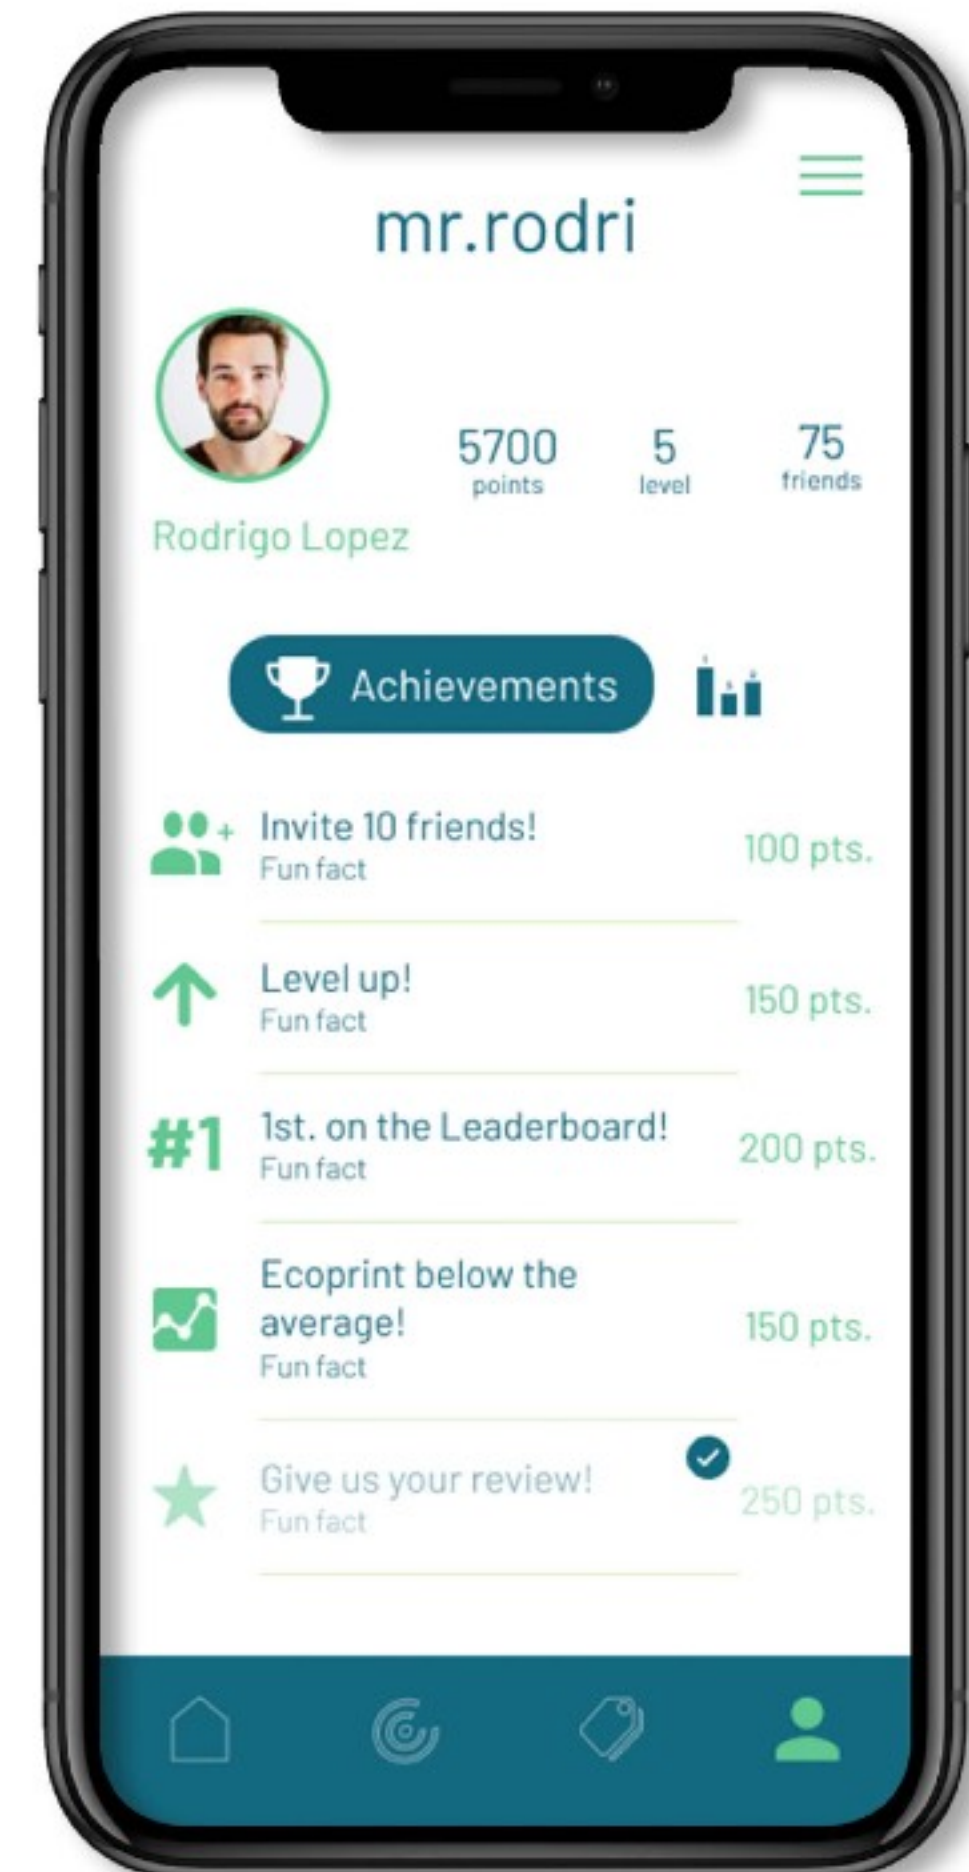 mr.rodri
5700
points
5
level
75
friends
Rodrigo Lopez
Achievements
Invite 10 friends!
Fun fact
100 pts.
Level up!
Fun fact
150 pts.
#1
1st. on the Leaderboard!
Fun fact
200 pts.
Ecoprint below the
average!
Fun fact
150 pts.
Give us your review!
Fun fact
250 pts.